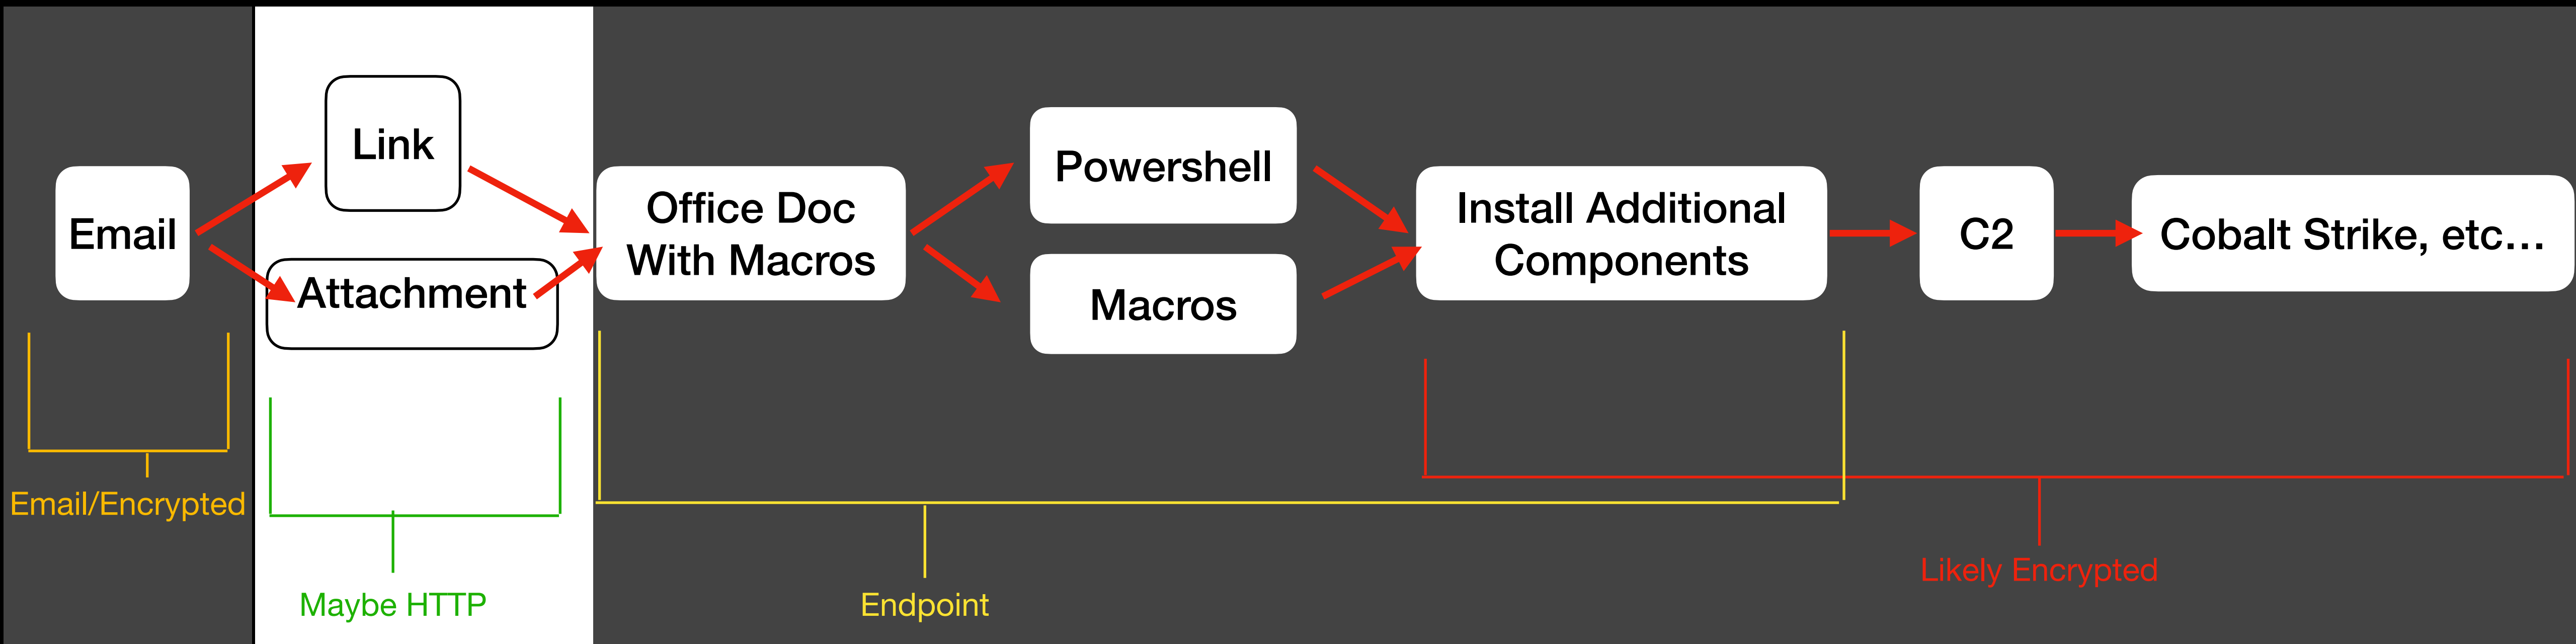 Email
Link
Attachment
Office Doc
With Macros
Powershell
Macros
Install Additional
Components
C2
Cobalt Strike, etc...
Email/Encrypted
Maybe HTTP
Endpoint
Likely Encrypted